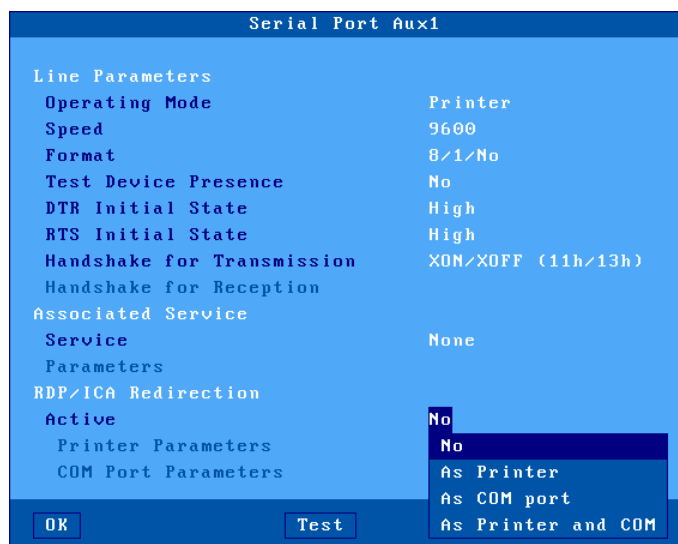 Serial Port Aux1
Line Parameters
Operating Mode Printer
Speed 9600
Format 8/1/No
Test Device Presence No
DTR Initial State High
RTS Initial State High
Handshake for Transmission XON/XOFF (11h/13h)
Handshake for Reception
Associated Service
Service None
Parameters
RDP/ICA Redirection
Active No
Printer Parameters No
COM Port Parameters As Printer
As COM port
OK Test As Printer and COM